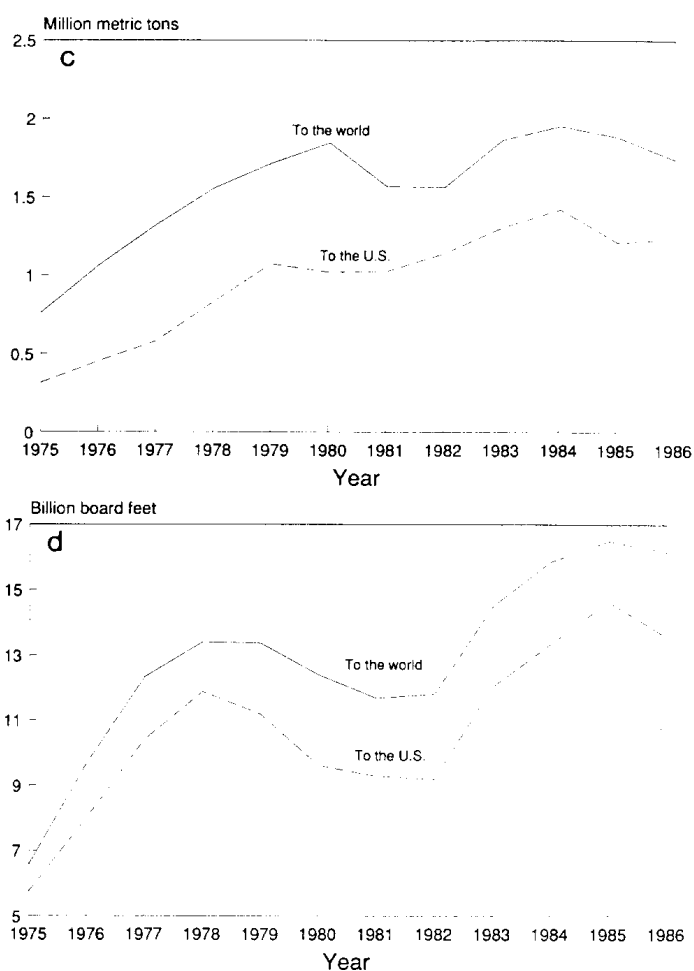 Million metric tons
2.5
c
2
To the world
1.5
To the U.S.
1
0.5
0
1975 1976 1977 1978 1979 1980 1981 1982 1983 1984 1985 1986
Year
Billion board feet
17
d
15
13
To the world
11
To the U.S.
9
7
5
1975 1976 1977 1978 1979 1980 1981 1982 1983 1984 1985 1986
Year